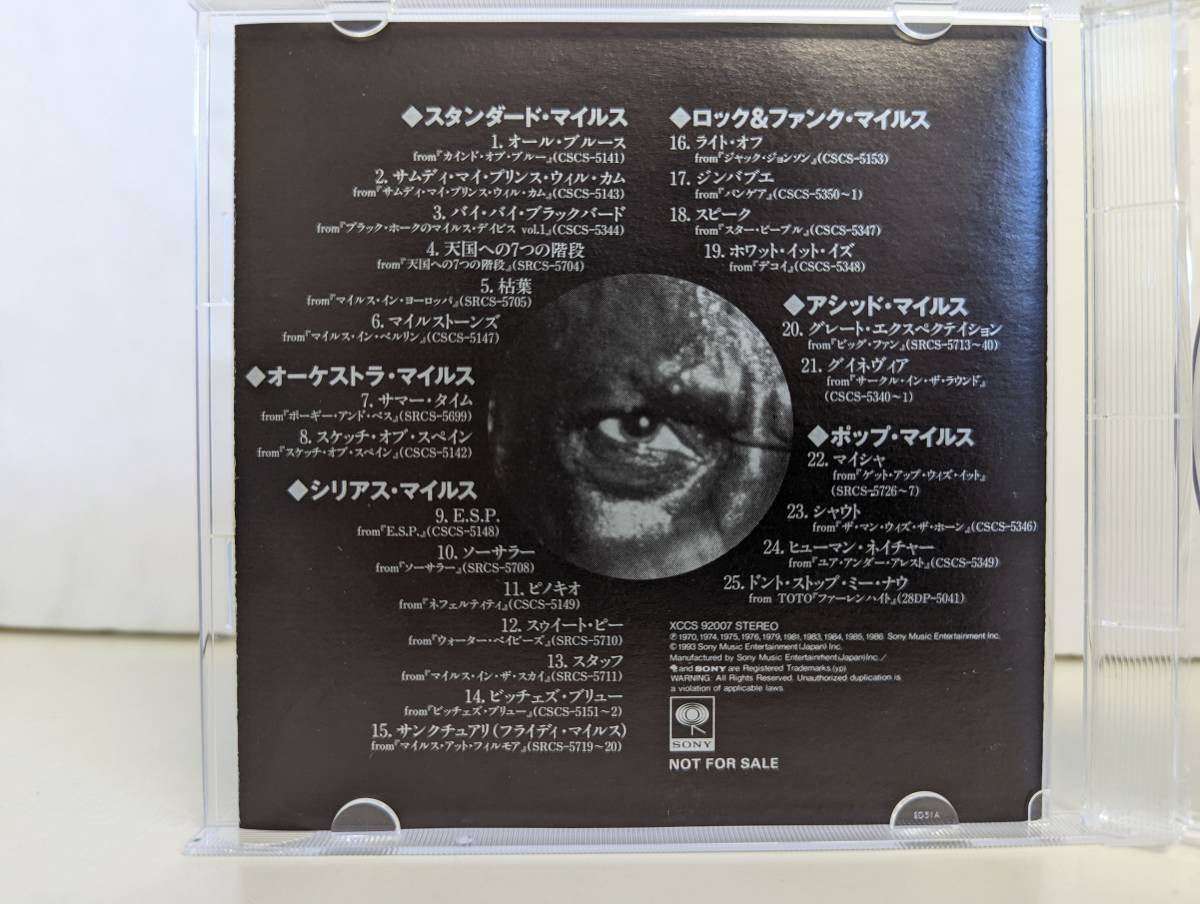 ◆スタンダード・マイルス
1. オール・ブルース
from『カインド・オブ・ブルー』(CSCS-5141)
2. サムディ・マイ・プリンス・ウィル・カム
from『サムディ・マイ・プリンス・ウィル・カム』(CSCS-5143)
3. バイ・バイ・ブラックバード
from『ブラック・ホークのマイルス・デイビス vol.1』(CSCS-5344)
4. 天国への7つの階段
from『天国への7つの階段』(SRCS-5704)
5. 枯葉
from『マイルス・イン・ヨーロッパ』(SRCS-5705)
6. マイルストーンズ
from『マイルス・イン・ベルリン』(CSCS-5147)
◆オーケストラ・マイルス
7. サマー・タイム
from『ポーギー・アンド・ベス』(SRCS-5699)
8. スケッチ・オブ・スペイン
from『スケッチ・オブ・スペイン』(CSCS-5142)
◆シリアス・マイルス
9. E.S.P.
from『E.S.P.』(CSCS-5148)
10. ソーサラー
from『ソーサラー』(SRCS-5708)
11. ピノキオ
from『ネフェルティティ』(CSCS-5149)
12. スウィート・ピー
from『ウォーター・ベイビーズ』(SRCS-5710)
13. スタッフ
from『マイルス・イン・ザ・スカイ』(SRCS-5711)
14. ビッチェズ・ブリュー
from『ビッチェズ・ブリュー』(CSCS-5151~2)
15. サンクチュアリ(フライディ・マイルス)
from『マイルス・アット・フィルモア』(SRCS-5719~20)
◆ロック&ファンク・マイルス
16. ライト・オフ
from『ジャック・ジョンソン』(CSCS-5153)
17. ジンバブエ
from『パンゲア』(CSCS-5350~1)
18. スピーク
from『スター・ピープル』(CSCS-5347)
19. ホワット・イット・イズ
from『デコイ』(CSCS-5348)
◆アシッド・マイルス
20. グレート・エクスペクテイション
from『ビッグ・ファン』(SRCS-5713~40)
21. グイネヴィア
from『サークル・イン・ザ・ラウンド』
(CSCS-5340~1)
◆ポップ・マイルス
22. マイシャ
from『ゲット・アップ・ウィズ・イット』
(SRCS-5726~7)
23. シャウト
from『ザ・マン・ウィズ・ザ・ホーン』(CSCS-5346)
24. ヒューマン・ネイチャー
from『ユア・アンダー・アレスト』(CSCS-5349)
25. ドント・ストップ・ミー・ナウ
from TOTO『ファーレンハイト』(28DP-5041)
XCCS 92007 STEREO
℗1970,1974,1975,1976,1979,1981,1983,1984,1985,1986 Sony Music Entertainment Inc.
©1993 Sony Music Entertainment(Japan) Inc.
Manufactured by Sony Music Entertainment(Japan)Inc./
and SONY are Registered Trademarks.(yp)
WARNING: All Rights Reserved. Unauthorized duplication is
a violation of applicable laws.
SONY
NOT FOR SALE